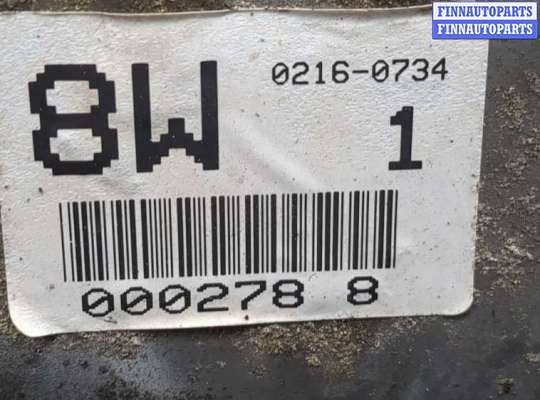 FINNAUTOPARTS
FINNAUTOPARTS
8W 0216-0734
1
000278 8